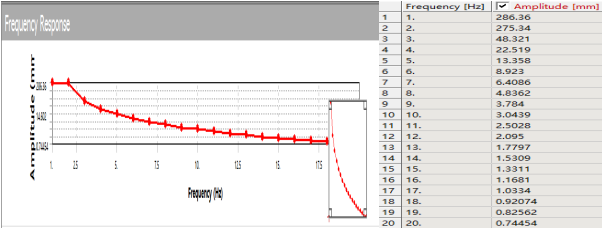 Frequency Response
Amplitude (mm
286.36
14.602
0.74454
1. 2.5 5. 7.5 10. 12.5 15. 17.5
Frequency (Hz)
Frequency [Hz] Amplitude [mm]
1 1. 286.36
2 2. 275.34
3 3. 48.321
4 4. 22.519
5 5. 13.358
6 6. 8.923
7 7. 6.4086
8 8. 4.8362
9 9. 3.784
10 10. 3.0439
11 11. 2.5028
12 12. 2.095
13 13. 1.7797
14 14. 1.5309
15 15. 1.3311
16 16. 1.1681
17 17. 1.0334
18 18. 0.92074
19 19. 0.82562
20 20. 0.74454